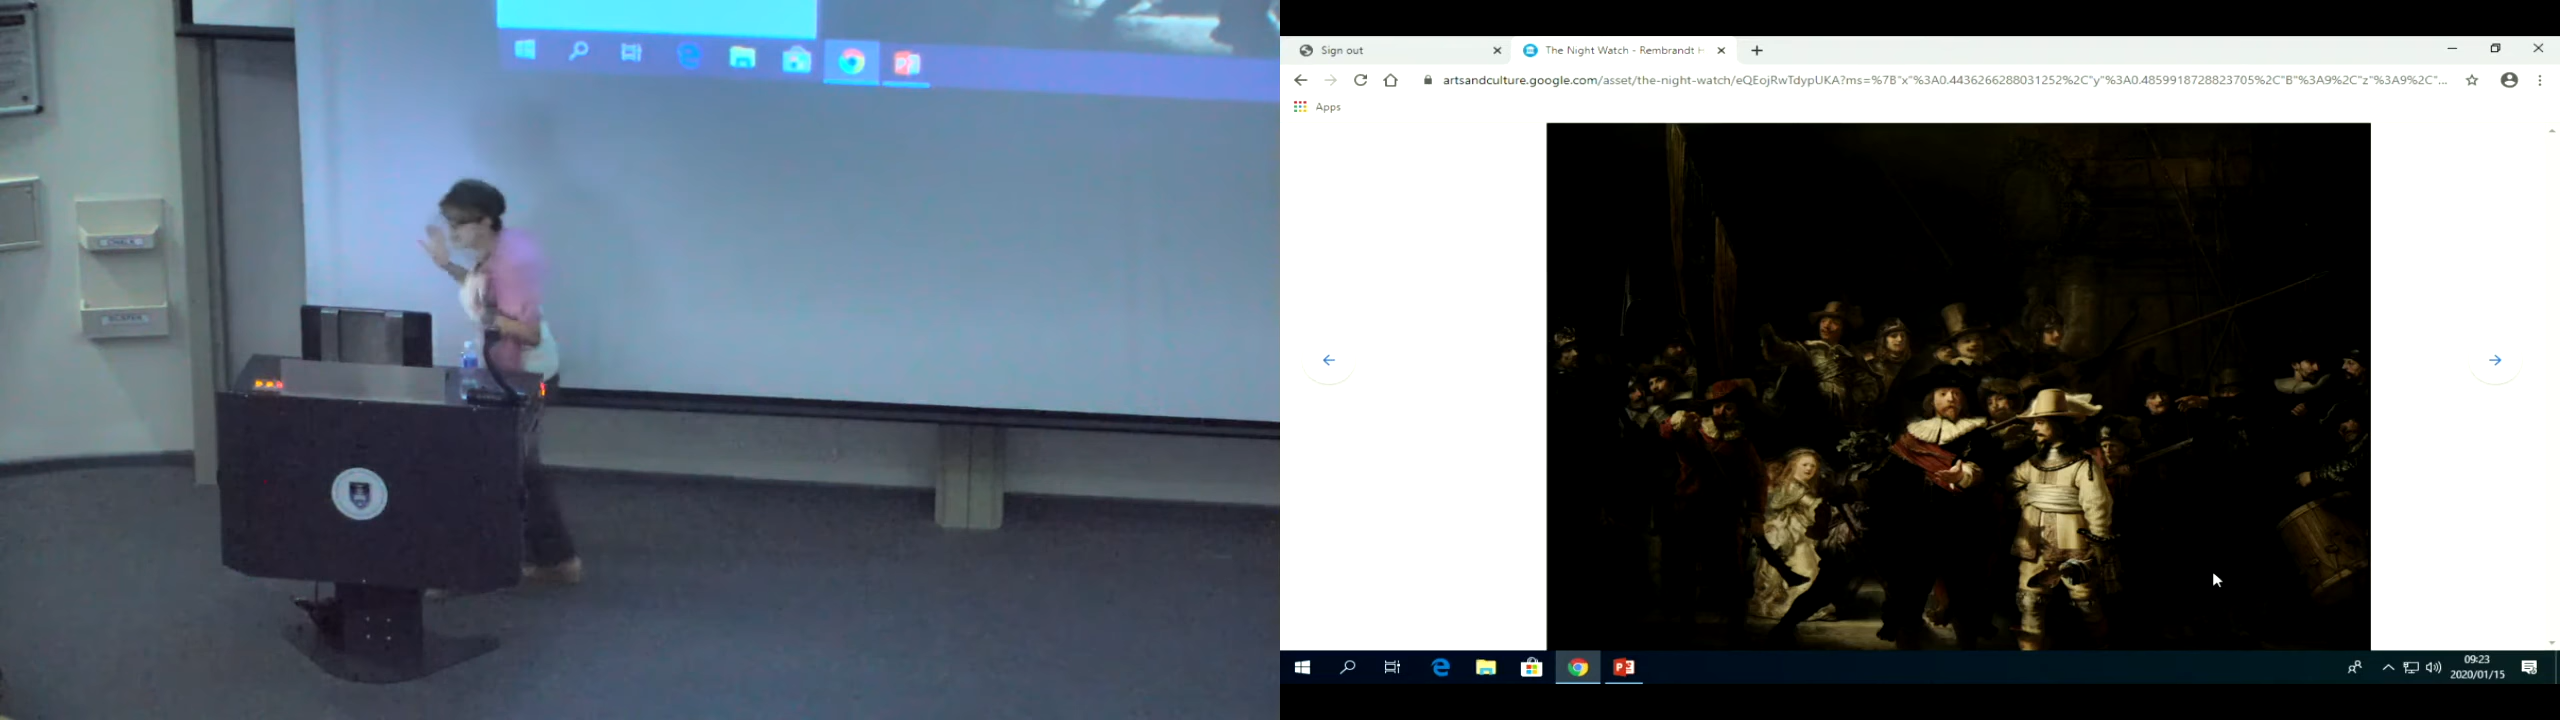 CHALK
Sign out
The Night Watch - Rembrandt H
artsandculture.google.com/asset/the-night-watch/eQEojRwTdypUKA?ms=%7B"x"%3A0.4436266288031252%2C"y"%3A0.4859918728823705%2C"B"%3A9%2C"z"%3A9%2C"...
Apps
09:23
2020/01/15